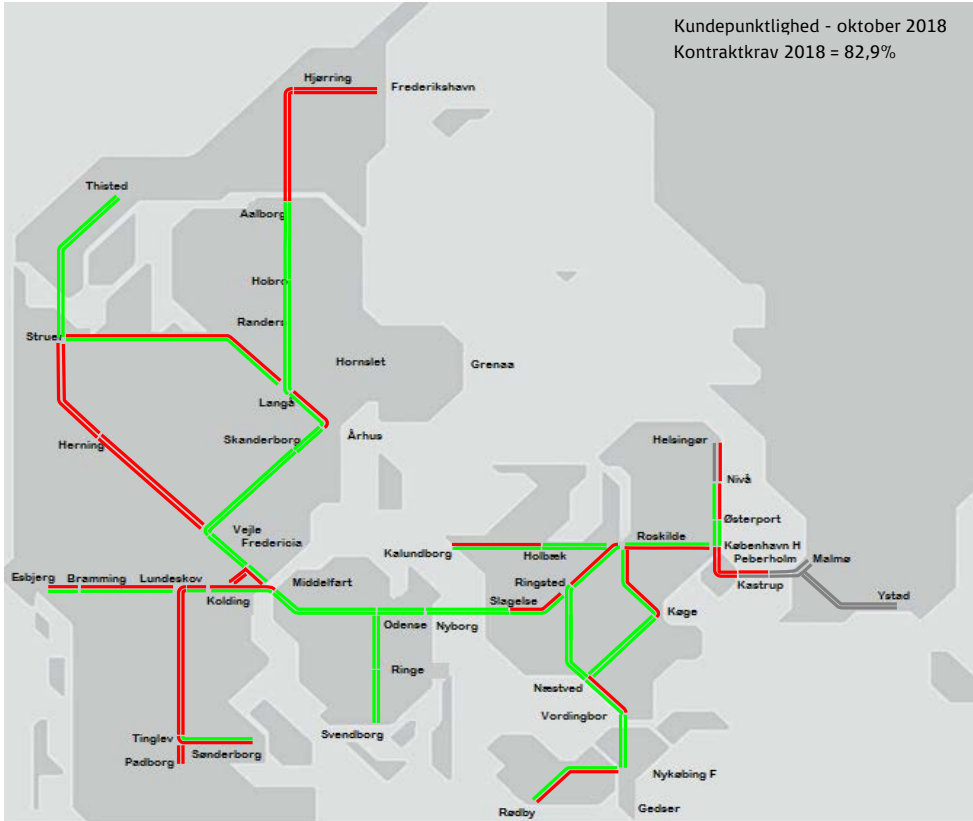 Kundepunktlighed - oktober 2018
Kontraktkrav 2018 = 82,9%
Hjørring
Frederikshavn
Thisted
Aalborg
Hobro
Randers
Struer
Hornslet
Grenaa
Langå
Århus
Skanderborg
Herning
Helsingør
Nivå
Østerport
Vejle
Fredericia
Roskilde
København H
Kalundborg
Holbæk
Peberholm
Malmø
Esbjerg
Bramming
Lundeskov
Middelfart
Ringsted
Kastrup
Kolding
Slagelse
Ystad
Odense
Nyborg
Køge
Ringe
Næstved
Vordingbor
Svendborg
Tinglev
Sønderborg
Padborg
Nykøbing F
Rødby
Gedser